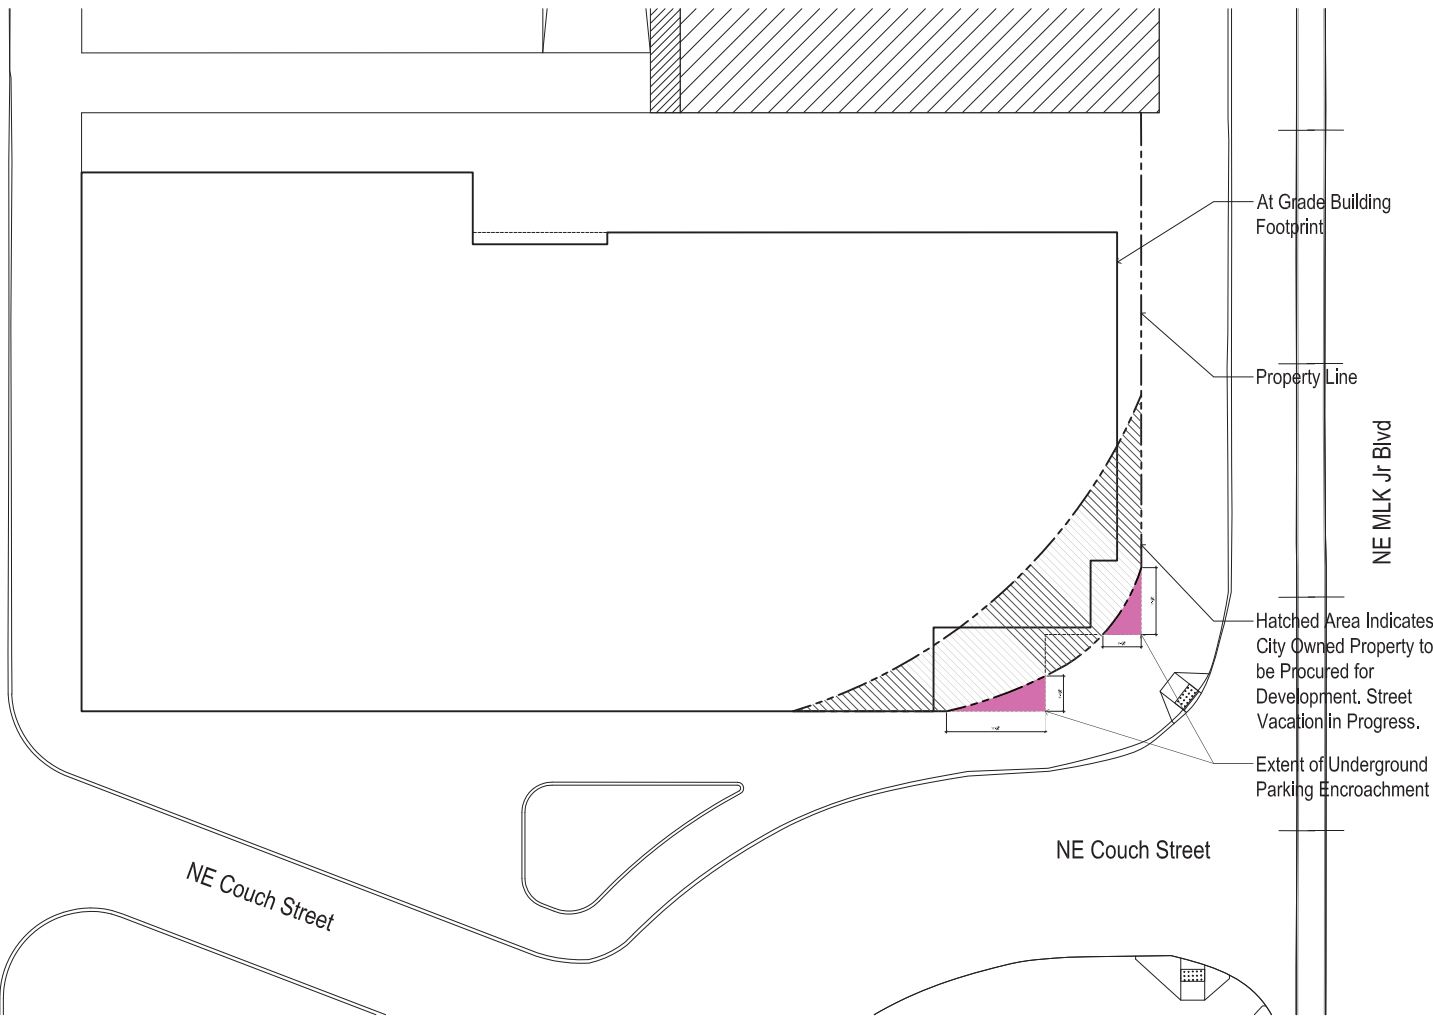 At Grade Building
Footprint
Property Line
NE MLK Jr Blvd
Hatched Area Indicates
City Owned Property to
be Procured for
Development. Street
Vacation in Progress.
Extent of Underground
Parking Encroachment
NE Couch Street
NE Couch Street